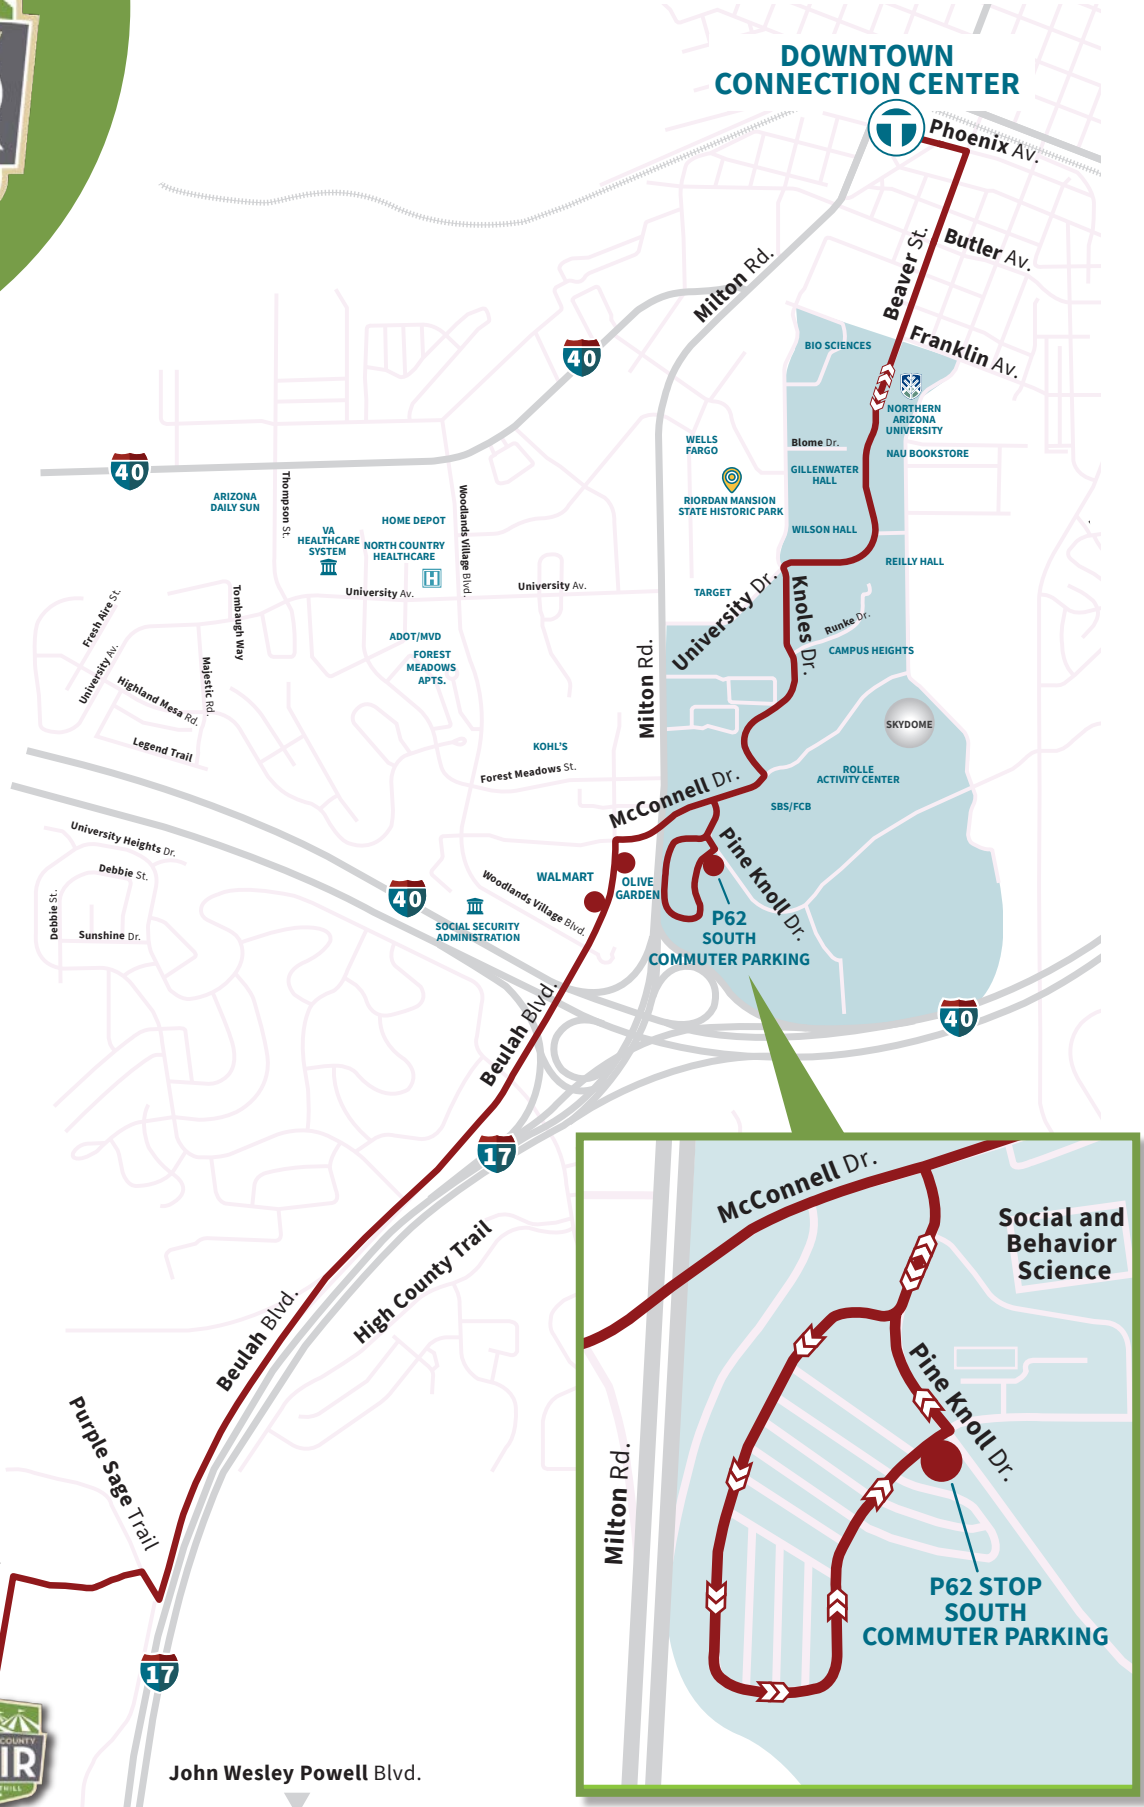 DOWNTOWN
CONNECTION CENTER
Phoenix Av.
Butler Av.
Beaver St.
Milton Rd.
Franklin Av.
40
BIO SCIENCES
NORTHERN
ARIZONA
UNIVERSITY
WELLS
FARGO
Blome Dr.
NAU BOOKSTORE
40
GILLENWATER
HALL
RIORDAN MANSION
STATE HISTORIC PARK
ARIZONA
DAILY SUN
Thompson St.
Woodlands Village Blvd.
HOME DEPOT
VA
HEALTHCARE
SYSTEM
NORTH COUNTRY
HEALTHCARE
H
WILSON HALL
REILLY HALL
University Av.
University Av.
TARGET
University Dr.
Knoles Dr.
Runke Dr.
CAMPUS HEIGHTS
Fresh Aire St.
University Av.
Tombaugh Way
Majestic Rd.
Highland Mesa Rd.
Legend Trail
ADOT/MVD
FOREST
MEADOWS
APTS.
Milton Rd.
SKYDOME
KOHL'S
Forest Meadows St.
ROLLE
ACTIVITY CENTER
McConnell Dr.
SBS/FCB
University Heights Dr.
Debbie St.
Debbie St.
Sunshine Dr.
40
WALMART
OLIVE
GARDEN
Woodlands Village Blvd.
SOCIAL SECURITY
ADMINISTRATION
Pine Knoll Dr.
P62
SOUTH
COMMUTER PARKING
40
Beulah Blvd.
17
High County Trail
Beulah Blvd.
Purple Sage Trail
17
John Wesley Powell Blvd.
McConnell Dr.
Social and
Behavior
Science
Pine Knoll Dr.
Milton Rd.
P62 STOP
SOUTH
COMMUTER PARKING
COUNTY
IR